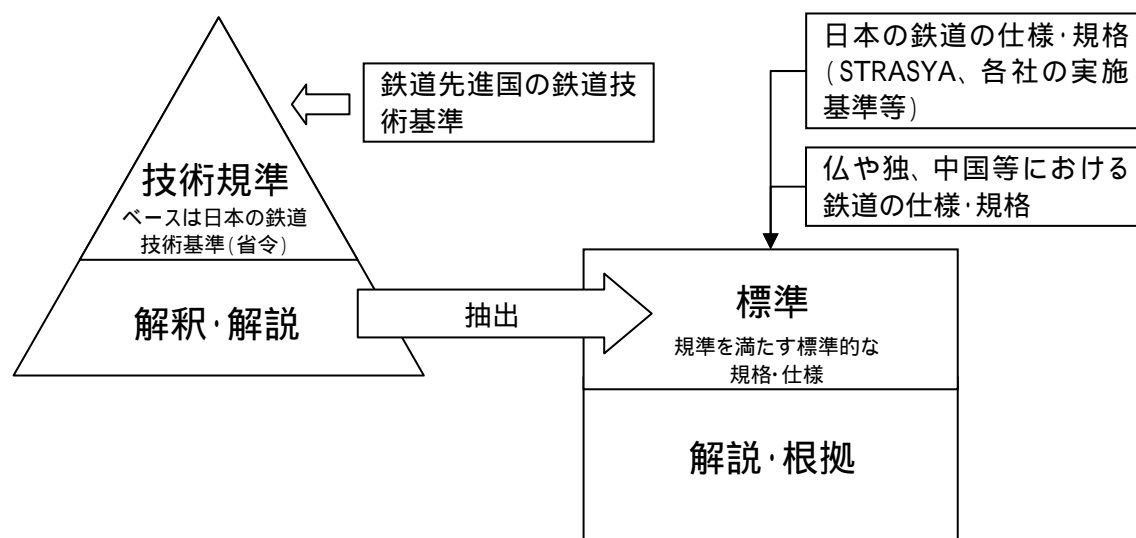 鉄道先進国の鉄道技
術基準
技術規準
ベースは日本の鉄道
技術基準(省令)
解釈・解説
抽出
日本の鉄道の仕様・規格
(STRASYA、各社の実施
基準等)
仏や独、中国等における
鉄道の仕様・規格
標準
規準を満たす標準的な
規格・仕様
解説・根拠